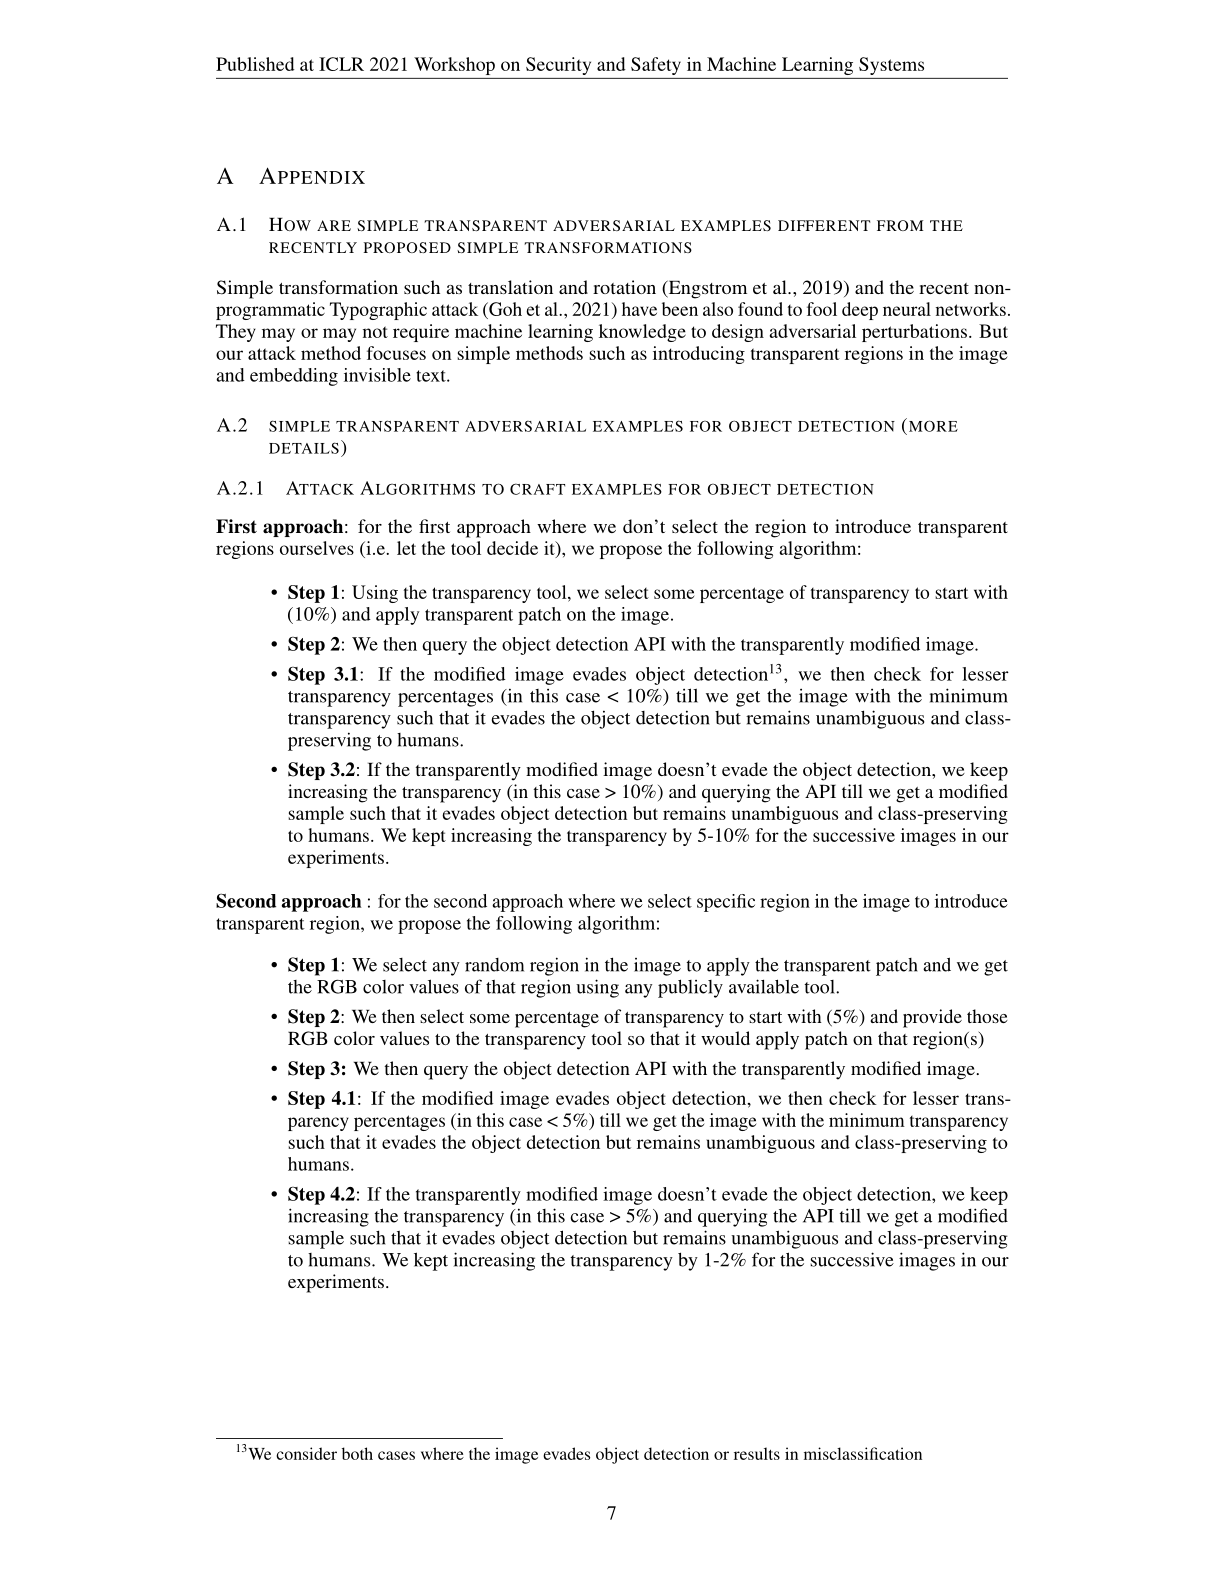 Published at ICLR 2021 Workshop on Security and Safety in Machine Learning Systems
A APPENDIX
A.1 HOW ARE SIMPLE TRANSPARENT ADVERSARIAL EXAMPLES DIFFERENT FROM THE
RECENTLY PROPOSED SIMPLE TRANSFORMATIONS
Simple transformation such as translation and rotation (Engstrom et al., 2019) and the recent non-
programmatic Typographic attack (Goh et al., 2021) have been also found to fool deep neural networks.
They may or may not require machine learning knowledge to design adversarial perturbations. But
our attack method focuses on simple methods such as introducing transparent regions in the image
and embedding invisible text.
A.2 SIMPLE TRANSPARENT ADVERSARIAL EXAMPLES FOR OBJECT DETECTION (MORE
DETAILS)
A.2.1 ATTACK ALGORITHMS TO CRAFT EXAMPLES FOR OBJECT DETECTION
First approach: for the first approach where we don't select the region to introduce transparent
regions ourselves (i.e. let the tool decide it), we propose the following algorithm:
• Step 1: Using the transparency tool, we select some percentage of transparency to start with
(10%) and apply transparent patch on the image.
• Step 2: We then query the object detection API with the transparently modified image.
• Step 3.1: If the modified image evades object detection13, we then check for lesser
transparency percentages (in this case < 10%) till we get the image with the minimum
transparency such that it evades the object detection but remains unambiguous and class-
preserving to humans.
• Step 3.2: If the transparently modified image doesn't evade the object detection, we keep
increasing the transparency (in this case > 10%) and querying the API till we get a modified
sample such that it evades object detection but remains unambiguous and class-preserving
to humans. We kept increasing the transparency by 5-10% for the successive images in our
experiments.
Second approach : for the second approach where we select specific region in the image to introduce
transparent region, we propose the following algorithm:
• Step 1: We select any random region in the image to apply the transparent patch and we get
the RGB color values of that region using any publicly available tool.
• Step 2: We then select some percentage of transparency to start with (5%) and provide those
RGB color values to the transparency tool so that it would apply patch on that region(s)
• Step 3: We then query the object detection API with the transparently modified image.
• Step 4.1: If the modified image evades object detection, we then check for lesser trans-
parency percentages (in this case < 5%) till we get the image with the minimum transparency
such that it evades the object detection but remains unambiguous and class-preserving to
humans.
• Step 4.2: If the transparently modified image doesn't evade the object detection, we keep
increasing the transparency (in this case > 5%) and querying the API till we get a modified
sample such that it evades object detection but remains unambiguous and class-preserving
to humans. We kept increasing the transparency by 1-2% for the successive images in our
experiments.
13We consider both cases where the image evades object detection or results in misclassification
7